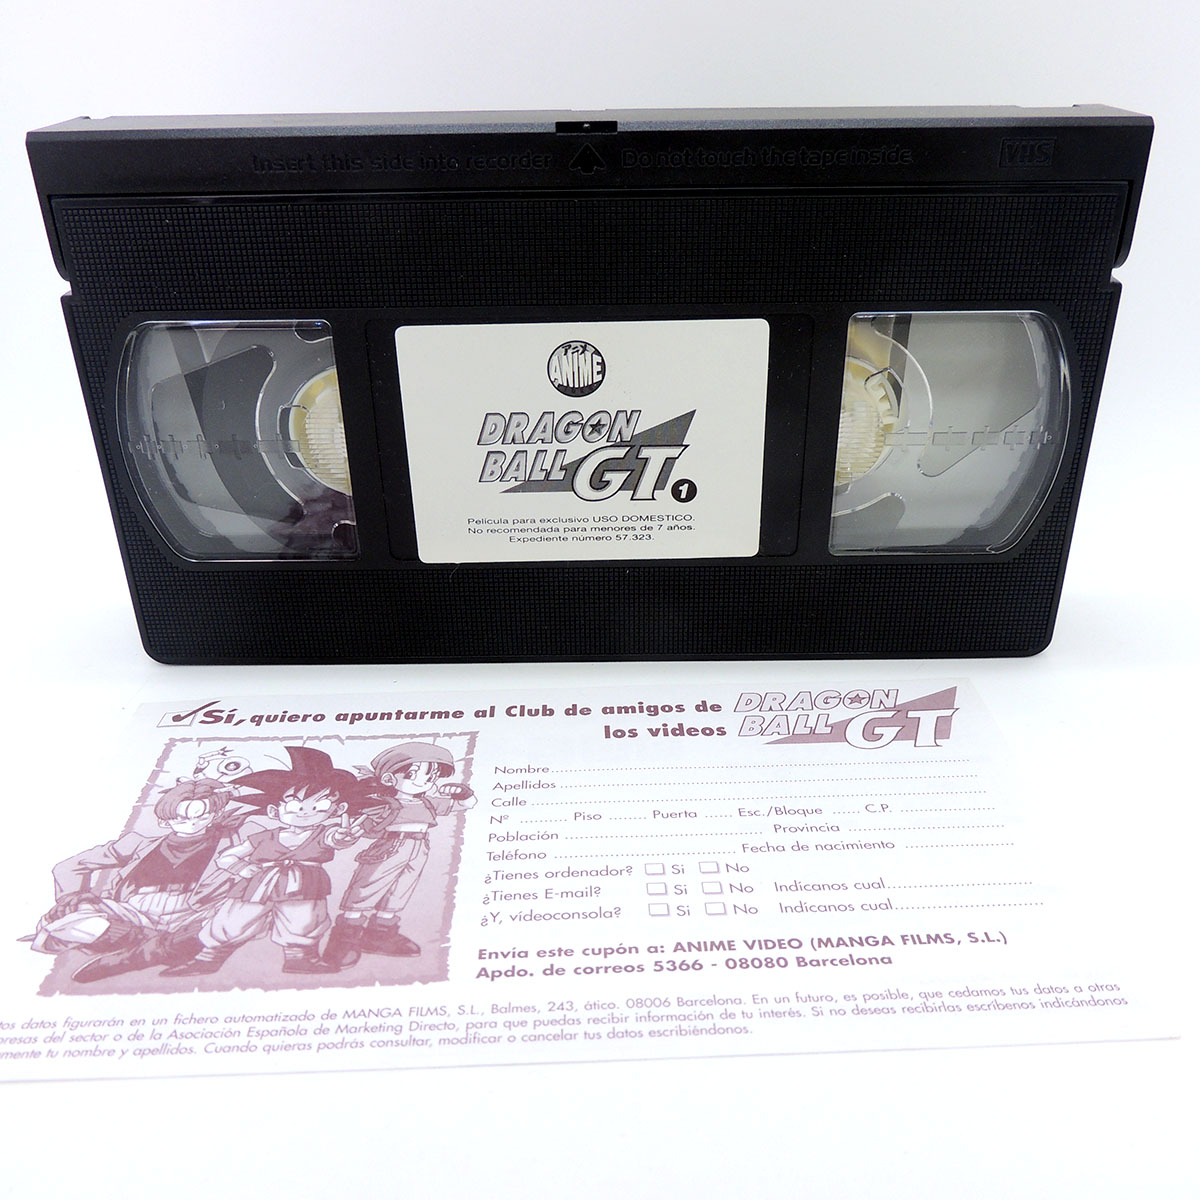 Insert this side into recorder Do not touch the tape inside VHS
アニメ
ANIME
DRAGON
BALL GT 1
Película para exclusivo USO DOMESTICO.
No recomendada para menores de 7 años.
Expediente número 57.323.
Sí, quiero apuntarme al Club de amigos de
los videos
DRAGON
BALL GT
Nombre
Apellidos
Calle
Nº Piso Puerta Esc./Bloque C.P.
Población Provincia
Teléfono Fecha de nacimiento
¿Tienes ordenador? Si No
¿Tienes E-mail? Si No Indícanos cual
¿Y, vídeoconsola? Si No Indícanos cual
Envía este cupón a: ANIME VIDEO (MANGA FILMS, S.L.)
Apdo. de correos 5366 - 08080 Barcelona
datos figurarán en un fichero automatizado de MANGA FILMS, S.L., Balmes, 243, ático. 08006 Barcelona. En un futuro, es posible, que cedamos tus datos a otras
del sector o de la Asociación Española de Marketing Directo, para que puedas recibir información de tu interés. Si no deseas recibirlas escríbenos indicándonos
tu nombre y apellidos. Cuando quieras podrás consultar, modificar o cancelar tus datos escribiéndonos.